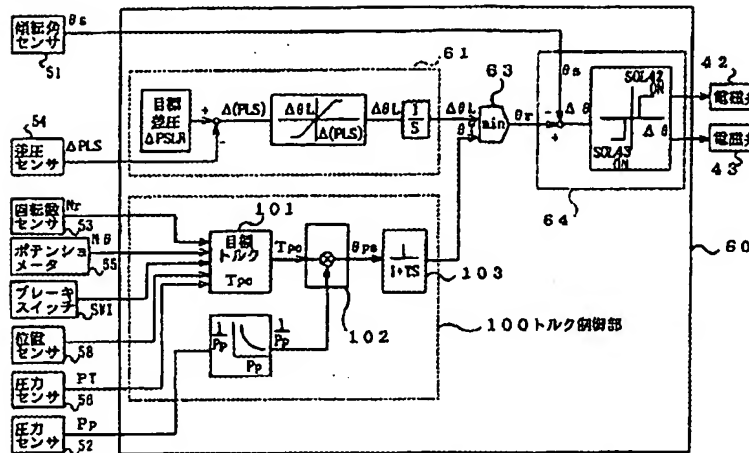 傾転角
センサ
51
θs
54
差圧
センサ
ΔPLS
回転数
センサ
53
Nr
ポテンショ
メータ
55
Nθ
ブレーキ
スイッチ
SW1
位置
センサ
58
圧力
センサ
56
PT
圧力
センサ
52
Pp
61
目標
差圧
ΔPSLR
+
-
Δ(PLS)
ΔθL
Δ(PLS)
ΔθL
1
S
ΔθL
63
min
θr
θs
-
+
Δθ
SOL42
ON
Δθ
SOL43
ON
64
42
電磁弁
電磁弁
43
60
101
目標
トルク
Tpo
Tpo
102
θps
1
1+TS
103
1
Pp
Pp
1
Pp
100トルク制御部